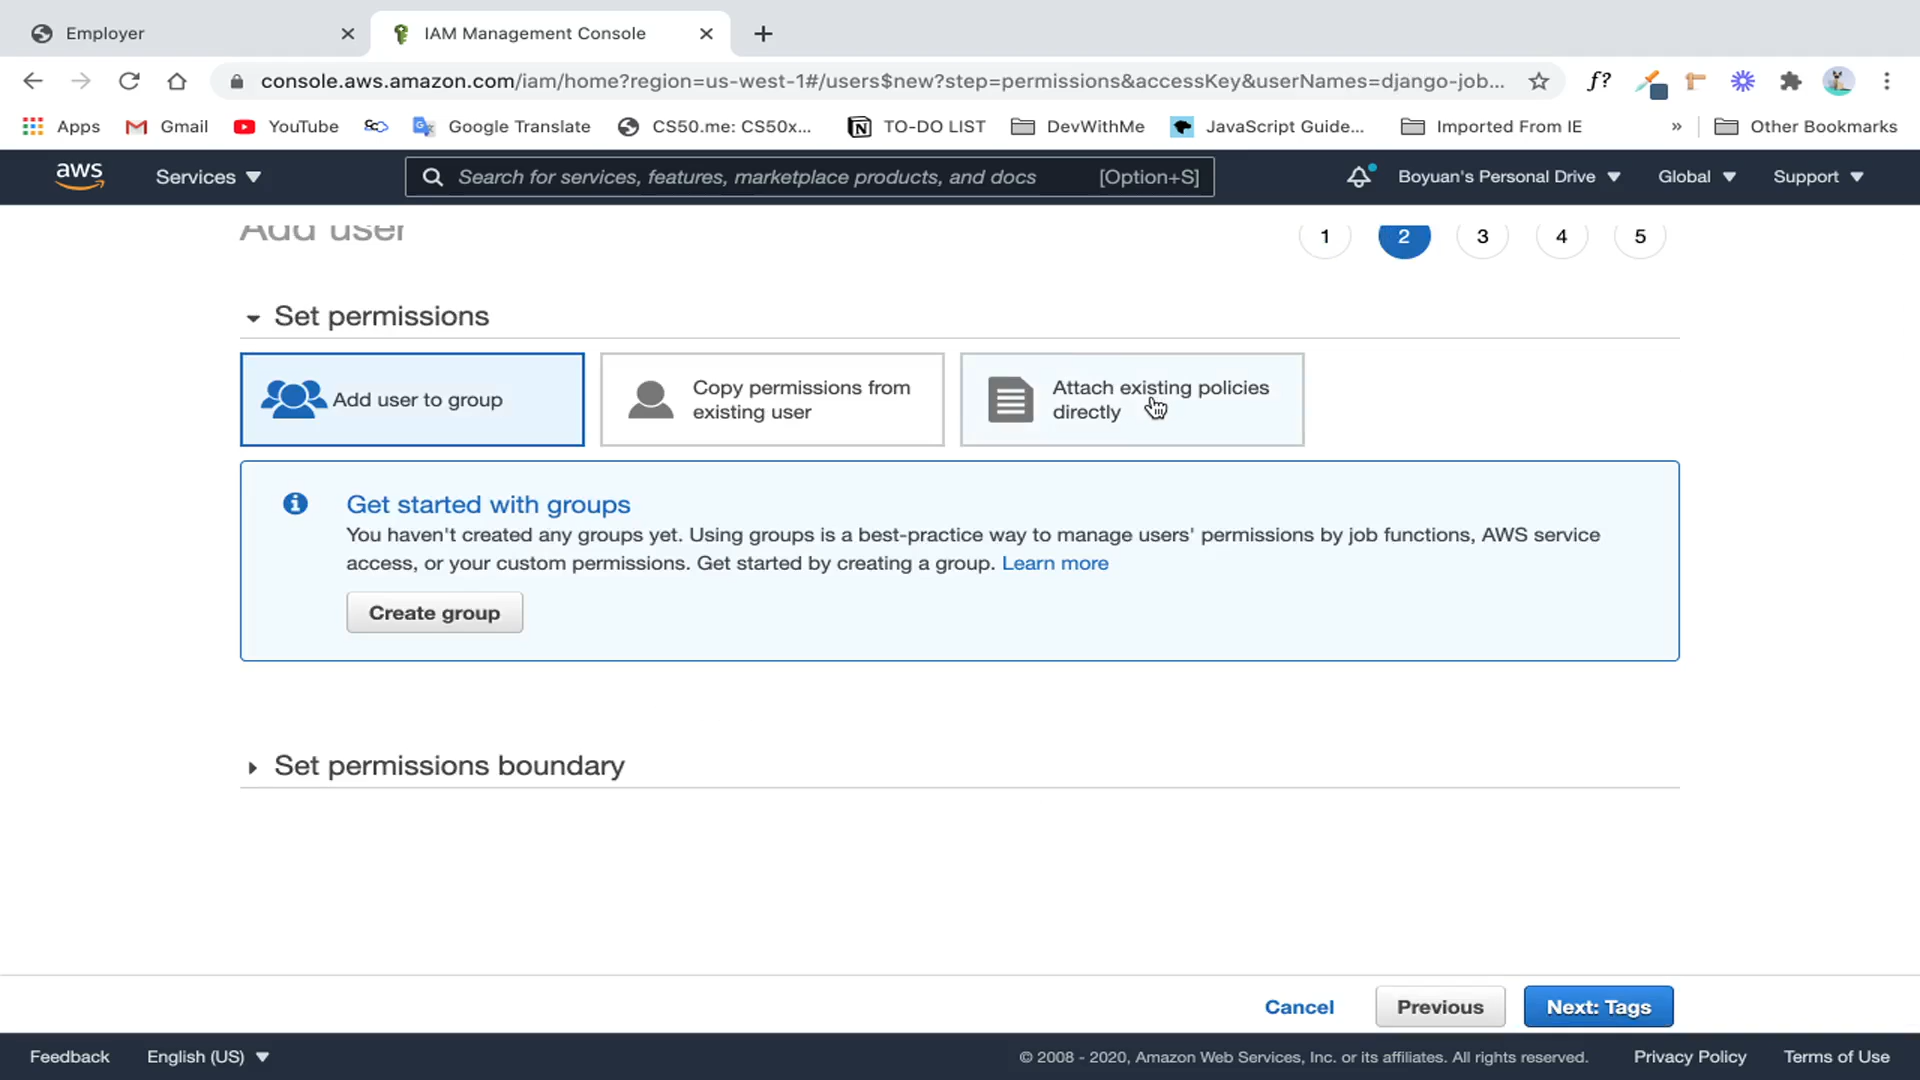 Employer
IAM Management Console
console.aws.amazon.com/iam/home?region=us-west-1#/users$new?step=permissions&accessKey&userNames=django-job...
f?
Apps
Gmail
YouTube
Google Translate
CS50.me: CS50x...
TO-DO LIST
DevWithMe
JavaScript Guide...
Imported From IE
»
Other Bookmarks
aws
Services
Search for services, features, marketplace products, and docs
[Option+S]
Boyuan's Personal Drive
Global
Support
Add user
1
2
3
4
5
Set permissions
Add user to group
Copy permissions from
existing user
Attach existing policies
directly
Get started with groups
You haven't created any groups yet. Using groups is a best-practice way to manage users' permissions by job functions, AWS service
access, or your custom permissions. Get started by creating a group. Learn more
Create group
Set permissions boundary
Cancel
Previous
Next: Tags
Feedback
English (US)
© 2008 - 2020, Amazon Web Services, Inc. or its affiliates. All rights reserved.
Privacy Policy
Terms of Use